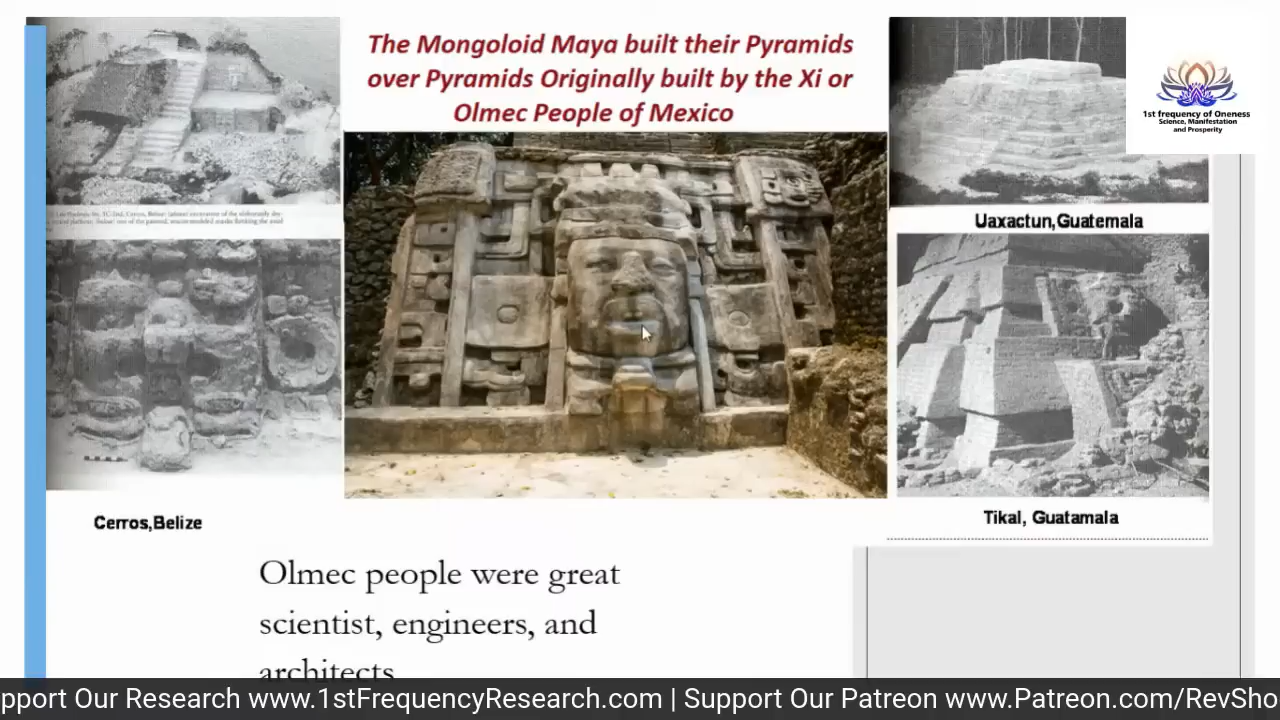 The Mongoloid Maya built their Pyramids
over Pyramids Originally built by the Xi or
Olmec People of Mexico
1st frequency of Oneness
Science, Manifestation
and Prosperity
Uaxactun,Guatemala
Cerros,Belize
Tikal, Guatamala
Olmec people were great
scientist, engineers, and
architects
pport Our Research www.1stFrequencyResearch.com | Support Our Patreon www.Patreon.com/RevSho